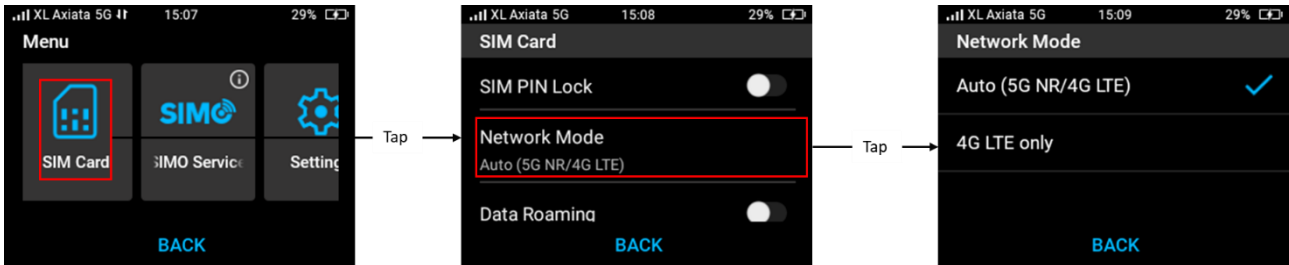 XL Axiata 5G 15:07 29%
Menu
SIMO
SIM Card SIMO Service Setting
BACK
Tap
XL Axiata 5G 15:08 29%
SIM Card
SIM PIN Lock
Network Mode
Auto (5G NR/4G LTE)
Data Roaming
BACK
Tap
XL Axiata 5G 15:09 29%
Network Mode
Auto (5G NR/4G LTE)
4G LTE only
BACK